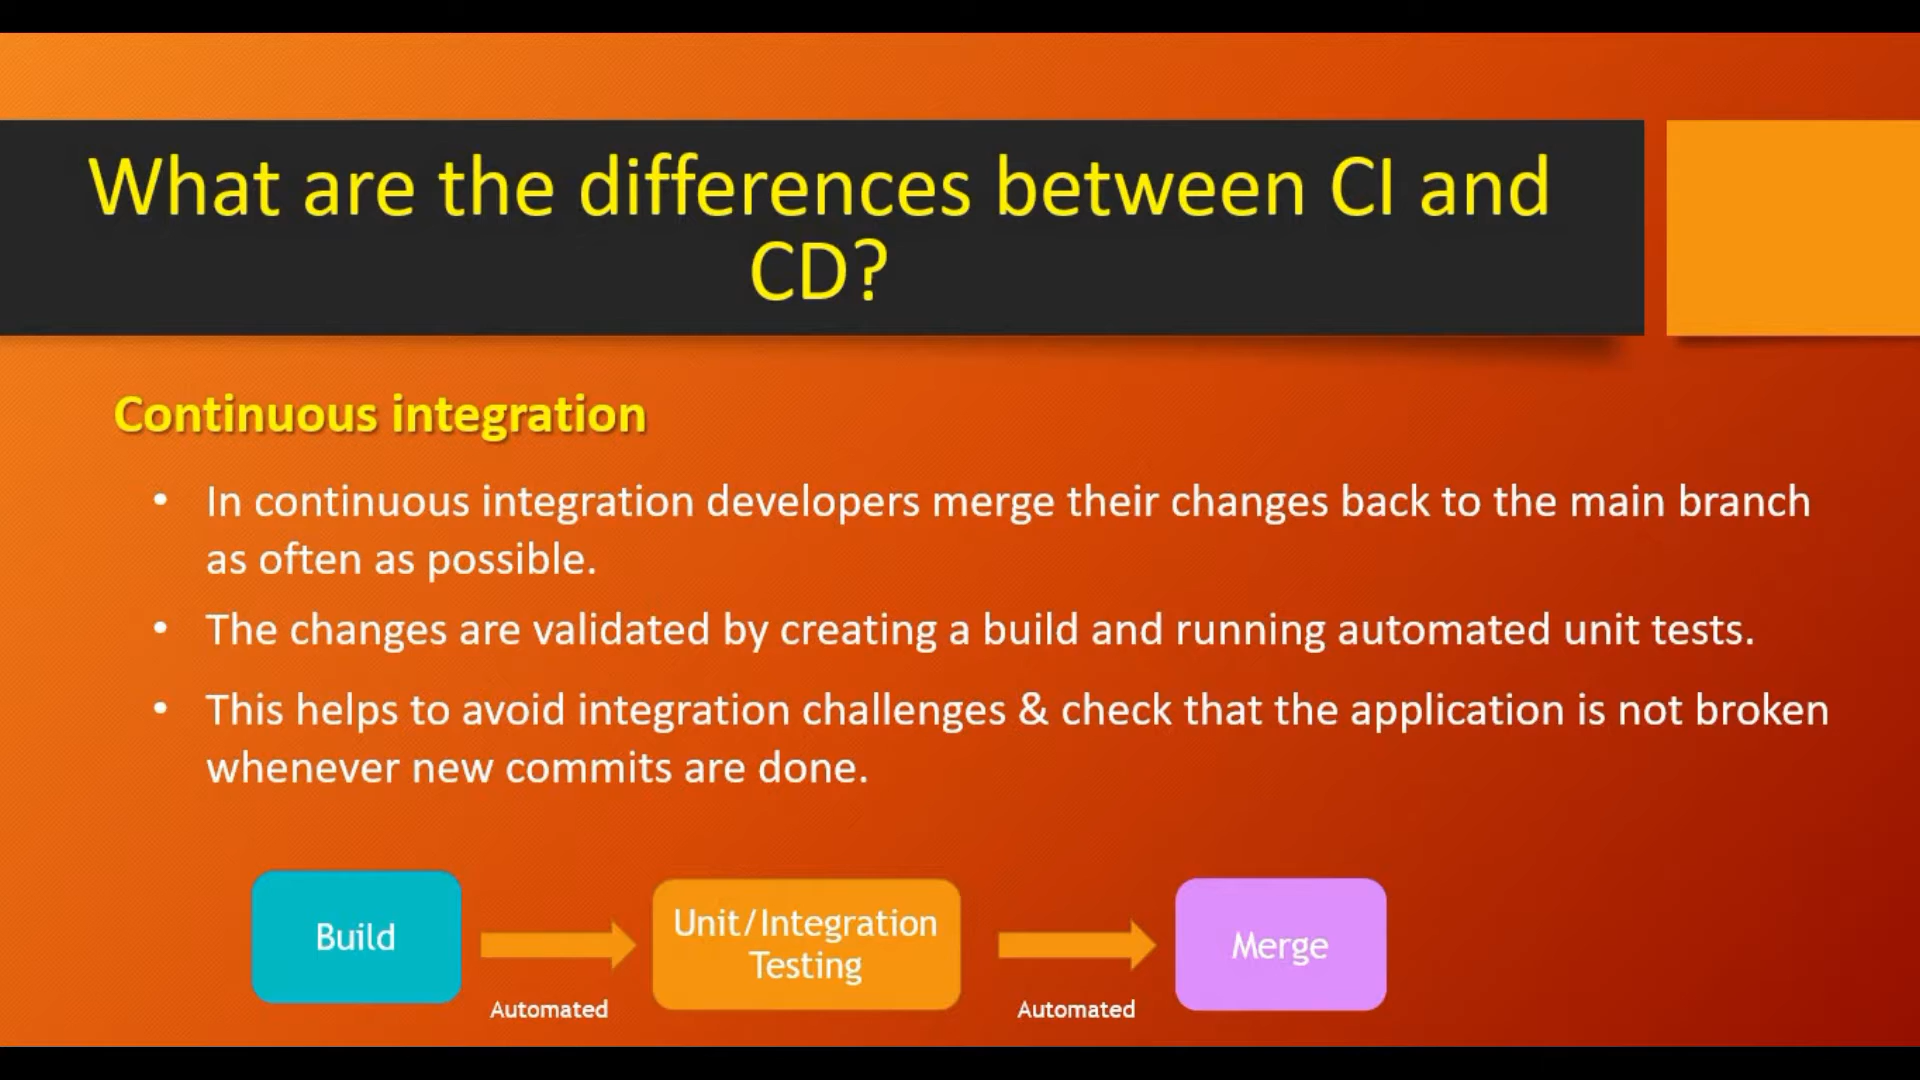 What are the differences between CI and
CD?
Continuous integration
• In continuous integration developers merge their changes back to the main branch
as often as possible.
• The changes are validated by creating a build and running automated unit tests.
• This helps to avoid integration challenges & check that the application is not broken
whenever new commits are done.
Build
Automated
Unit/Integration
Testing
Automated
Merge